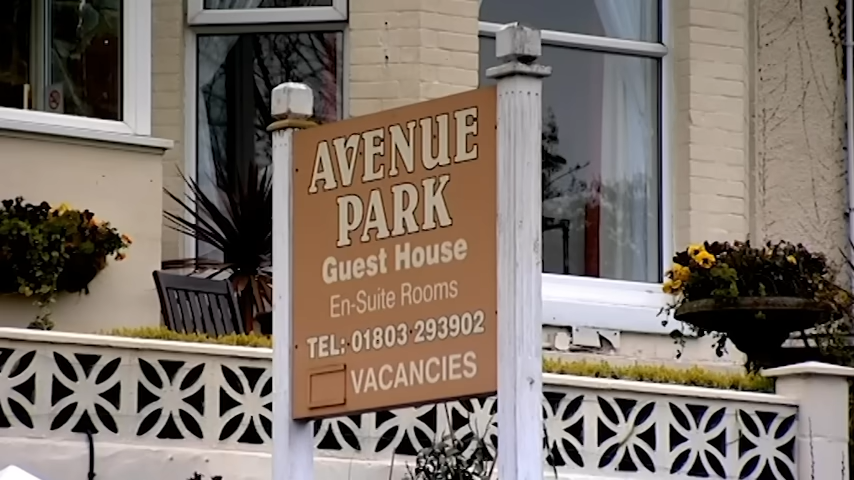 AVENUE
PARK
Guest House
En-Suite Rooms
TEL: 01803 293902
VACANCIES